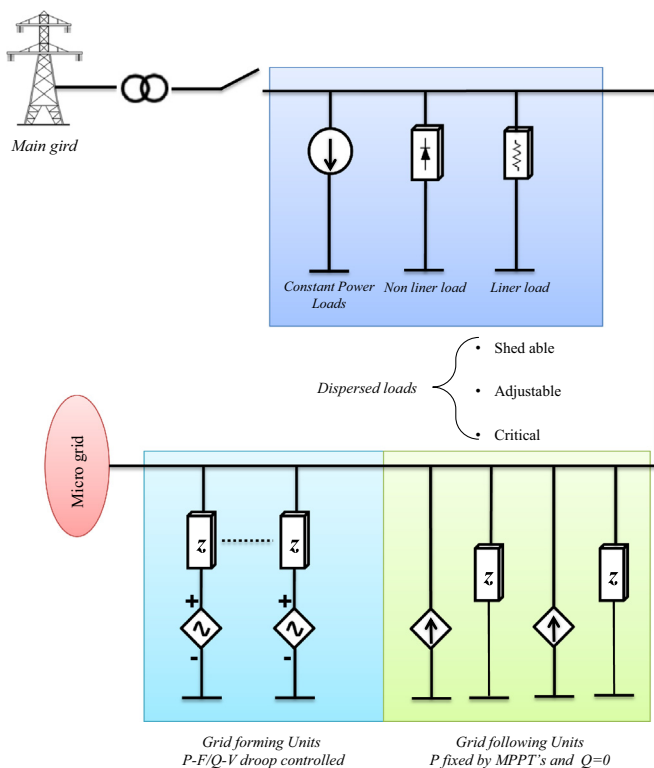 Main gird
Constant Power
Loads
Non liner load
Liner load
Dispersed loads
• Shed able
• Adjustable
• Critical
Micro grid
z
z
z
z
+
+
-
-
Grid forming Units
P-F/Q-V droop controlled
Grid following Units
P fixed by MPPT's and Q=0